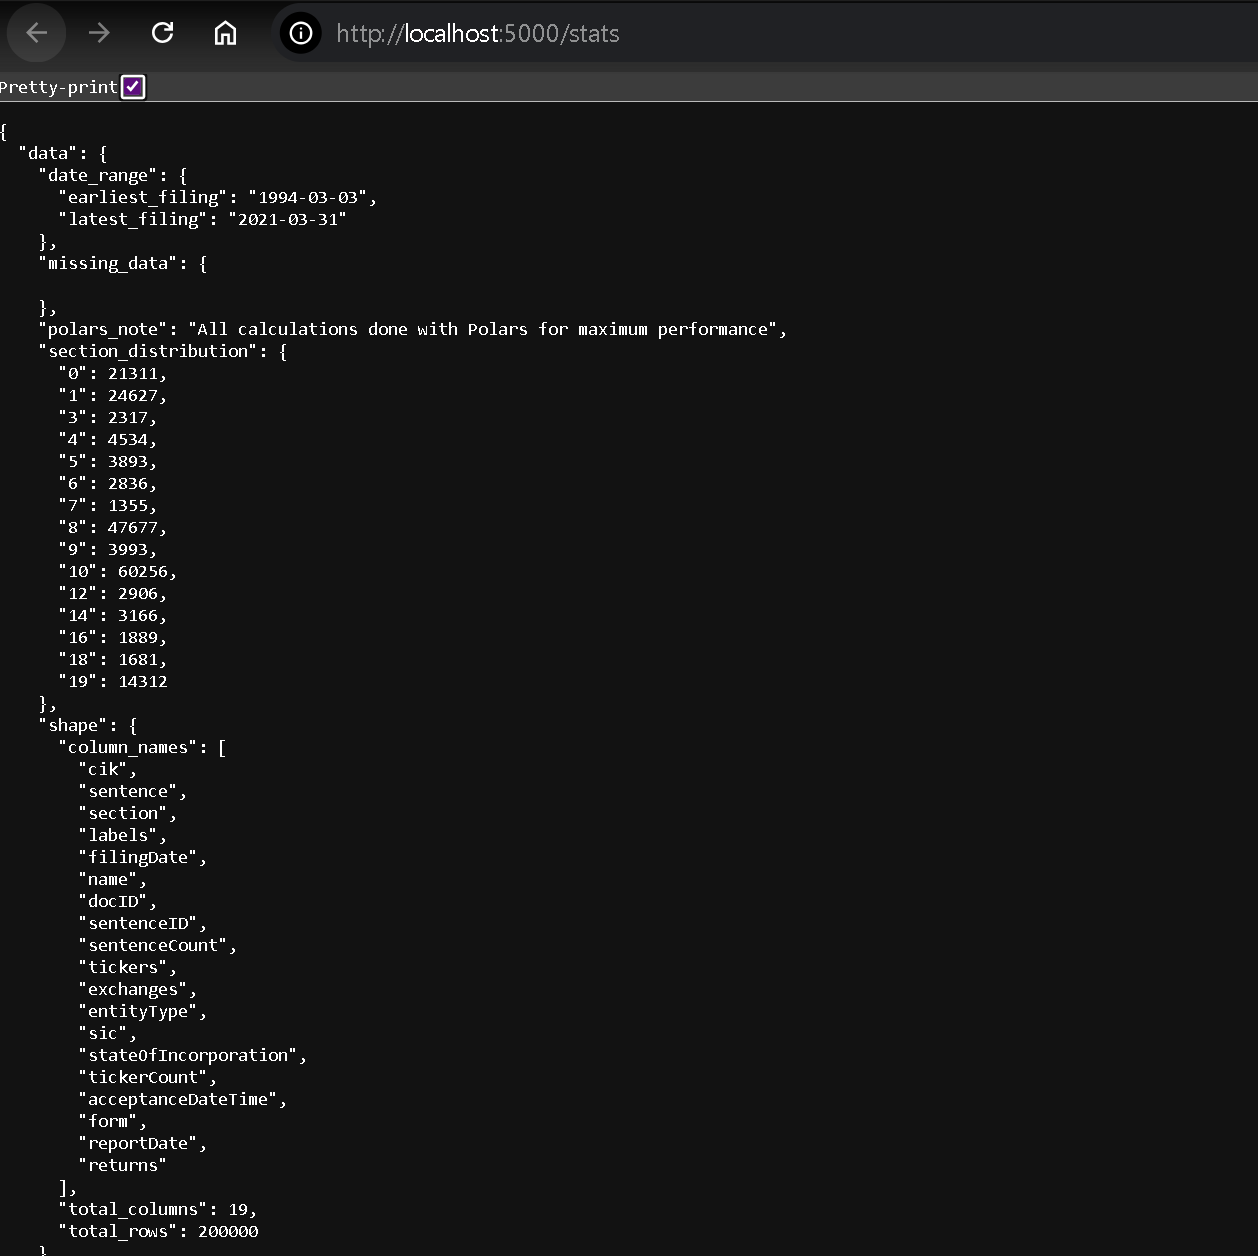 http://localhost:5000/stats
Pretty-print
{
  "data": {
    "date_range": {
      "earliest_filing": "1994-03-03",
      "latest_filing": "2021-03-31"
    },
    "missing_data": {

    },
    "polars_note": "All calculations done with Polars for maximum performance",
    "section_distribution": {
      "0": 21311,
      "1": 24627,
      "3": 2317,
      "4": 4534,
      "5": 3893,
      "6": 2836,
      "7": 1355,
      "8": 47677,
      "9": 3993,
      "10": 60256,
      "12": 2906,
      "14": 3166,
      "16": 1889,
      "18": 1681,
      "19": 14312
    },
    "shape": {
      "column_names": [
        "cik",
        "sentence",
        "section",
        "labels",
        "filingDate",
        "name",
        "docID",
        "sentenceID",
        "sentenceCount",
        "tickers",
        "exchanges",
        "entityType",
        "sic",
        "stateOfIncorporation",
        "tickerCount",
        "acceptanceDateTime",
        "form",
        "reportDate",
        "returns"
      ],
      "total_columns": 19,
      "total_rows": 200000
    }